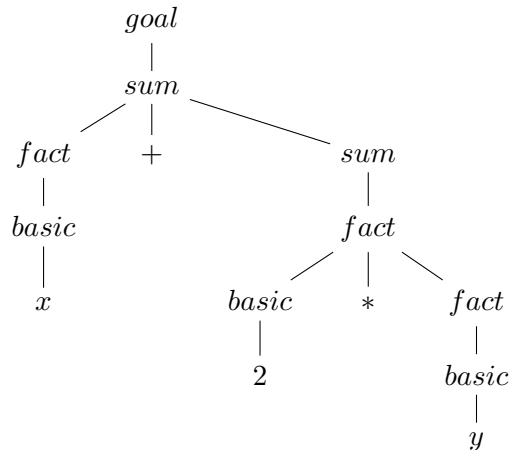 goal
sum
fact + sum
basic fact
x basic * fact
2 basic
y